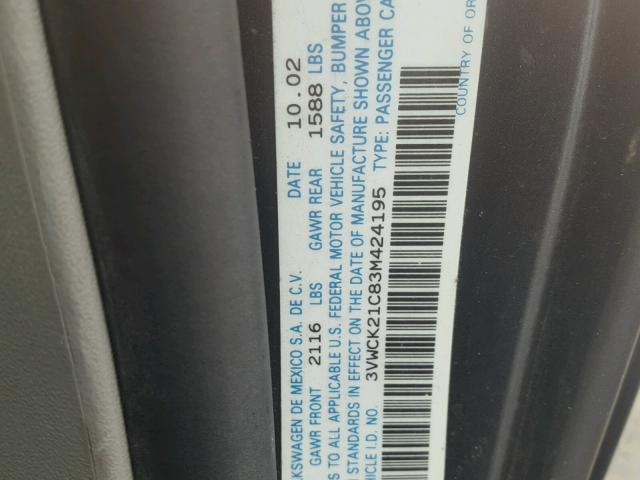 LKSWAGEN DE MEXICO S.A. DE C.V. DATE 10.02
GAWR FRONT 2116 LBS GAWR REAR 1588 LBS
S TO ALL APPLICABLE U.S. FEDERAL MOTOR VEHICLE SAFETY, BUMPER
STANDARDS IN EFFECT ON THE DATE OF MANUFACTURE SHOWN ABOV
HICLE I.D. NO. 3VWCK21C83M424195 TYPE: PASSENGER CA
COUNTRY OF OR